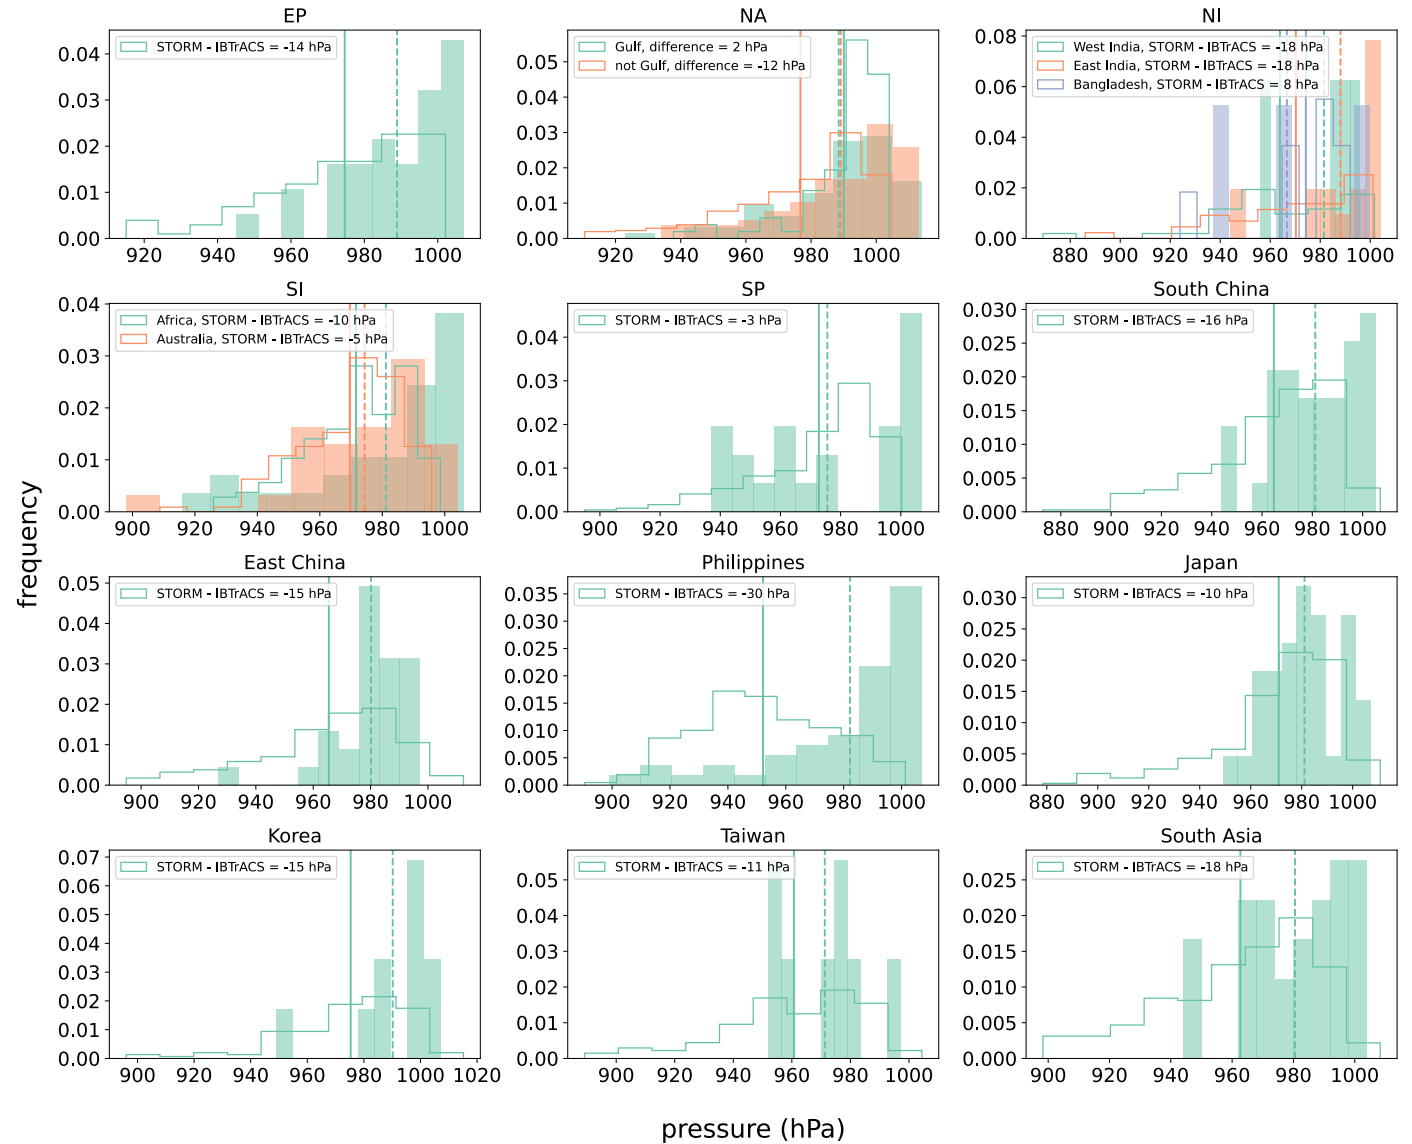 EP
STORM - IBTrACS = -14 hPa
0.04
0.03
0.02
0.01
0.00
920 940 960 980 1000
NA
Gulf, difference = 2 hPa
not Gulf, difference = -12 hPa
0.05
0.04
0.03
0.02
0.01
0.00
920 940 960 980 1000
NI
West India, STORM - IBTrACS = -18 hPa
East India, STORM - IBTrACS = -18 hPa
Bangladesh, STORM - IBTrACS = 8 hPa
0.08
0.06
0.04
0.02
0.00
880 900 920 940 960 980 1000
SI
Africa, STORM - IBTrACS = -10 hPa
Australia, STORM - IBTrACS = -5 hPa
0.04
0.03
0.02
0.01
0.00
900 920 940 960 980 1000
SP
STORM - IBTrACS = -3 hPa
0.04
0.03
0.02
0.01
0.00
900 920 940 960 980 1000
South China
STORM - IBTrACS = -16 hPa
0.030
0.025
0.020
0.015
0.010
0.005
0.000
880 900 920 940 960 980 1000
frequency
East China
STORM - IBTrACS = -15 hPa
0.05
0.04
0.03
0.02
0.01
0.00
900 920 940 960 980 1000
Philippines
STORM - IBTrACS = -30 hPa
0.035
0.030
0.025
0.020
0.015
0.010
0.005
0.000
900 920 940 960 980 1000
Japan
STORM - IBTrACS = -10 hPa
0.030
0.025
0.020
0.015
0.010
0.005
0.000
880 900 920 940 960 980 1000
Korea
STORM - IBTrACS = -15 hPa
0.07
0.06
0.05
0.04
0.03
0.02
0.01
0.00
900 920 940 960 980 1000 1020
Taiwan
STORM - IBTrACS = -11 hPa
0.05
0.04
0.03
0.02
0.01
0.00
900 920 940 960 980 1000
South Asia
STORM - IBTrACS = -18 hPa
0.025
0.020
0.015
0.010
0.005
0.000
900 920 940 960 980 1000
pressure (hPa)